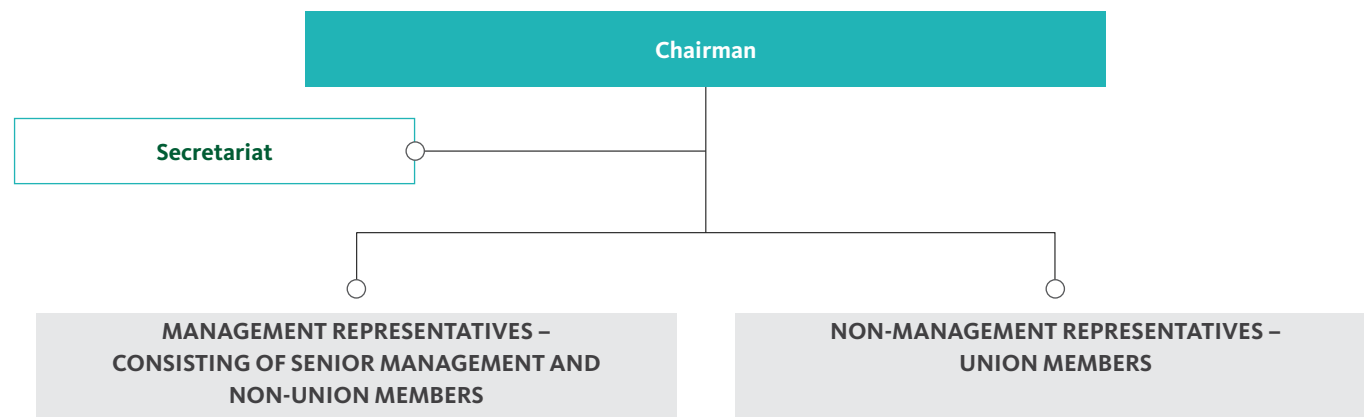 Chairman
Secretariat
MANAGEMENT REPRESENTATIVES –
CONSISTING OF SENIOR MANAGEMENT AND
NON-UNION MEMBERS
NON-MANAGEMENT REPRESENTATIVES –
UNION MEMBERS